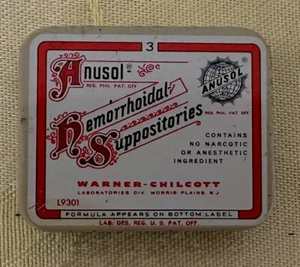 3
Anusol®
REG. PHIL. PAT. OFF.
ANUSOL ®
REG. PHIL. PAT. OFF.
Hemorrhoidal
Suppositories
CONTAINS
NO NARCOTIC
OR ANESTHETIC
INGREDIENT
WARNER-CHILCOTT
LABORATORIES DIV. MORRIS PLAINS, N.J.
L9301
FORMULA APPEARS ON BOTTOM LABEL
LAB/DES. REG. U.S. PAT. OFF.